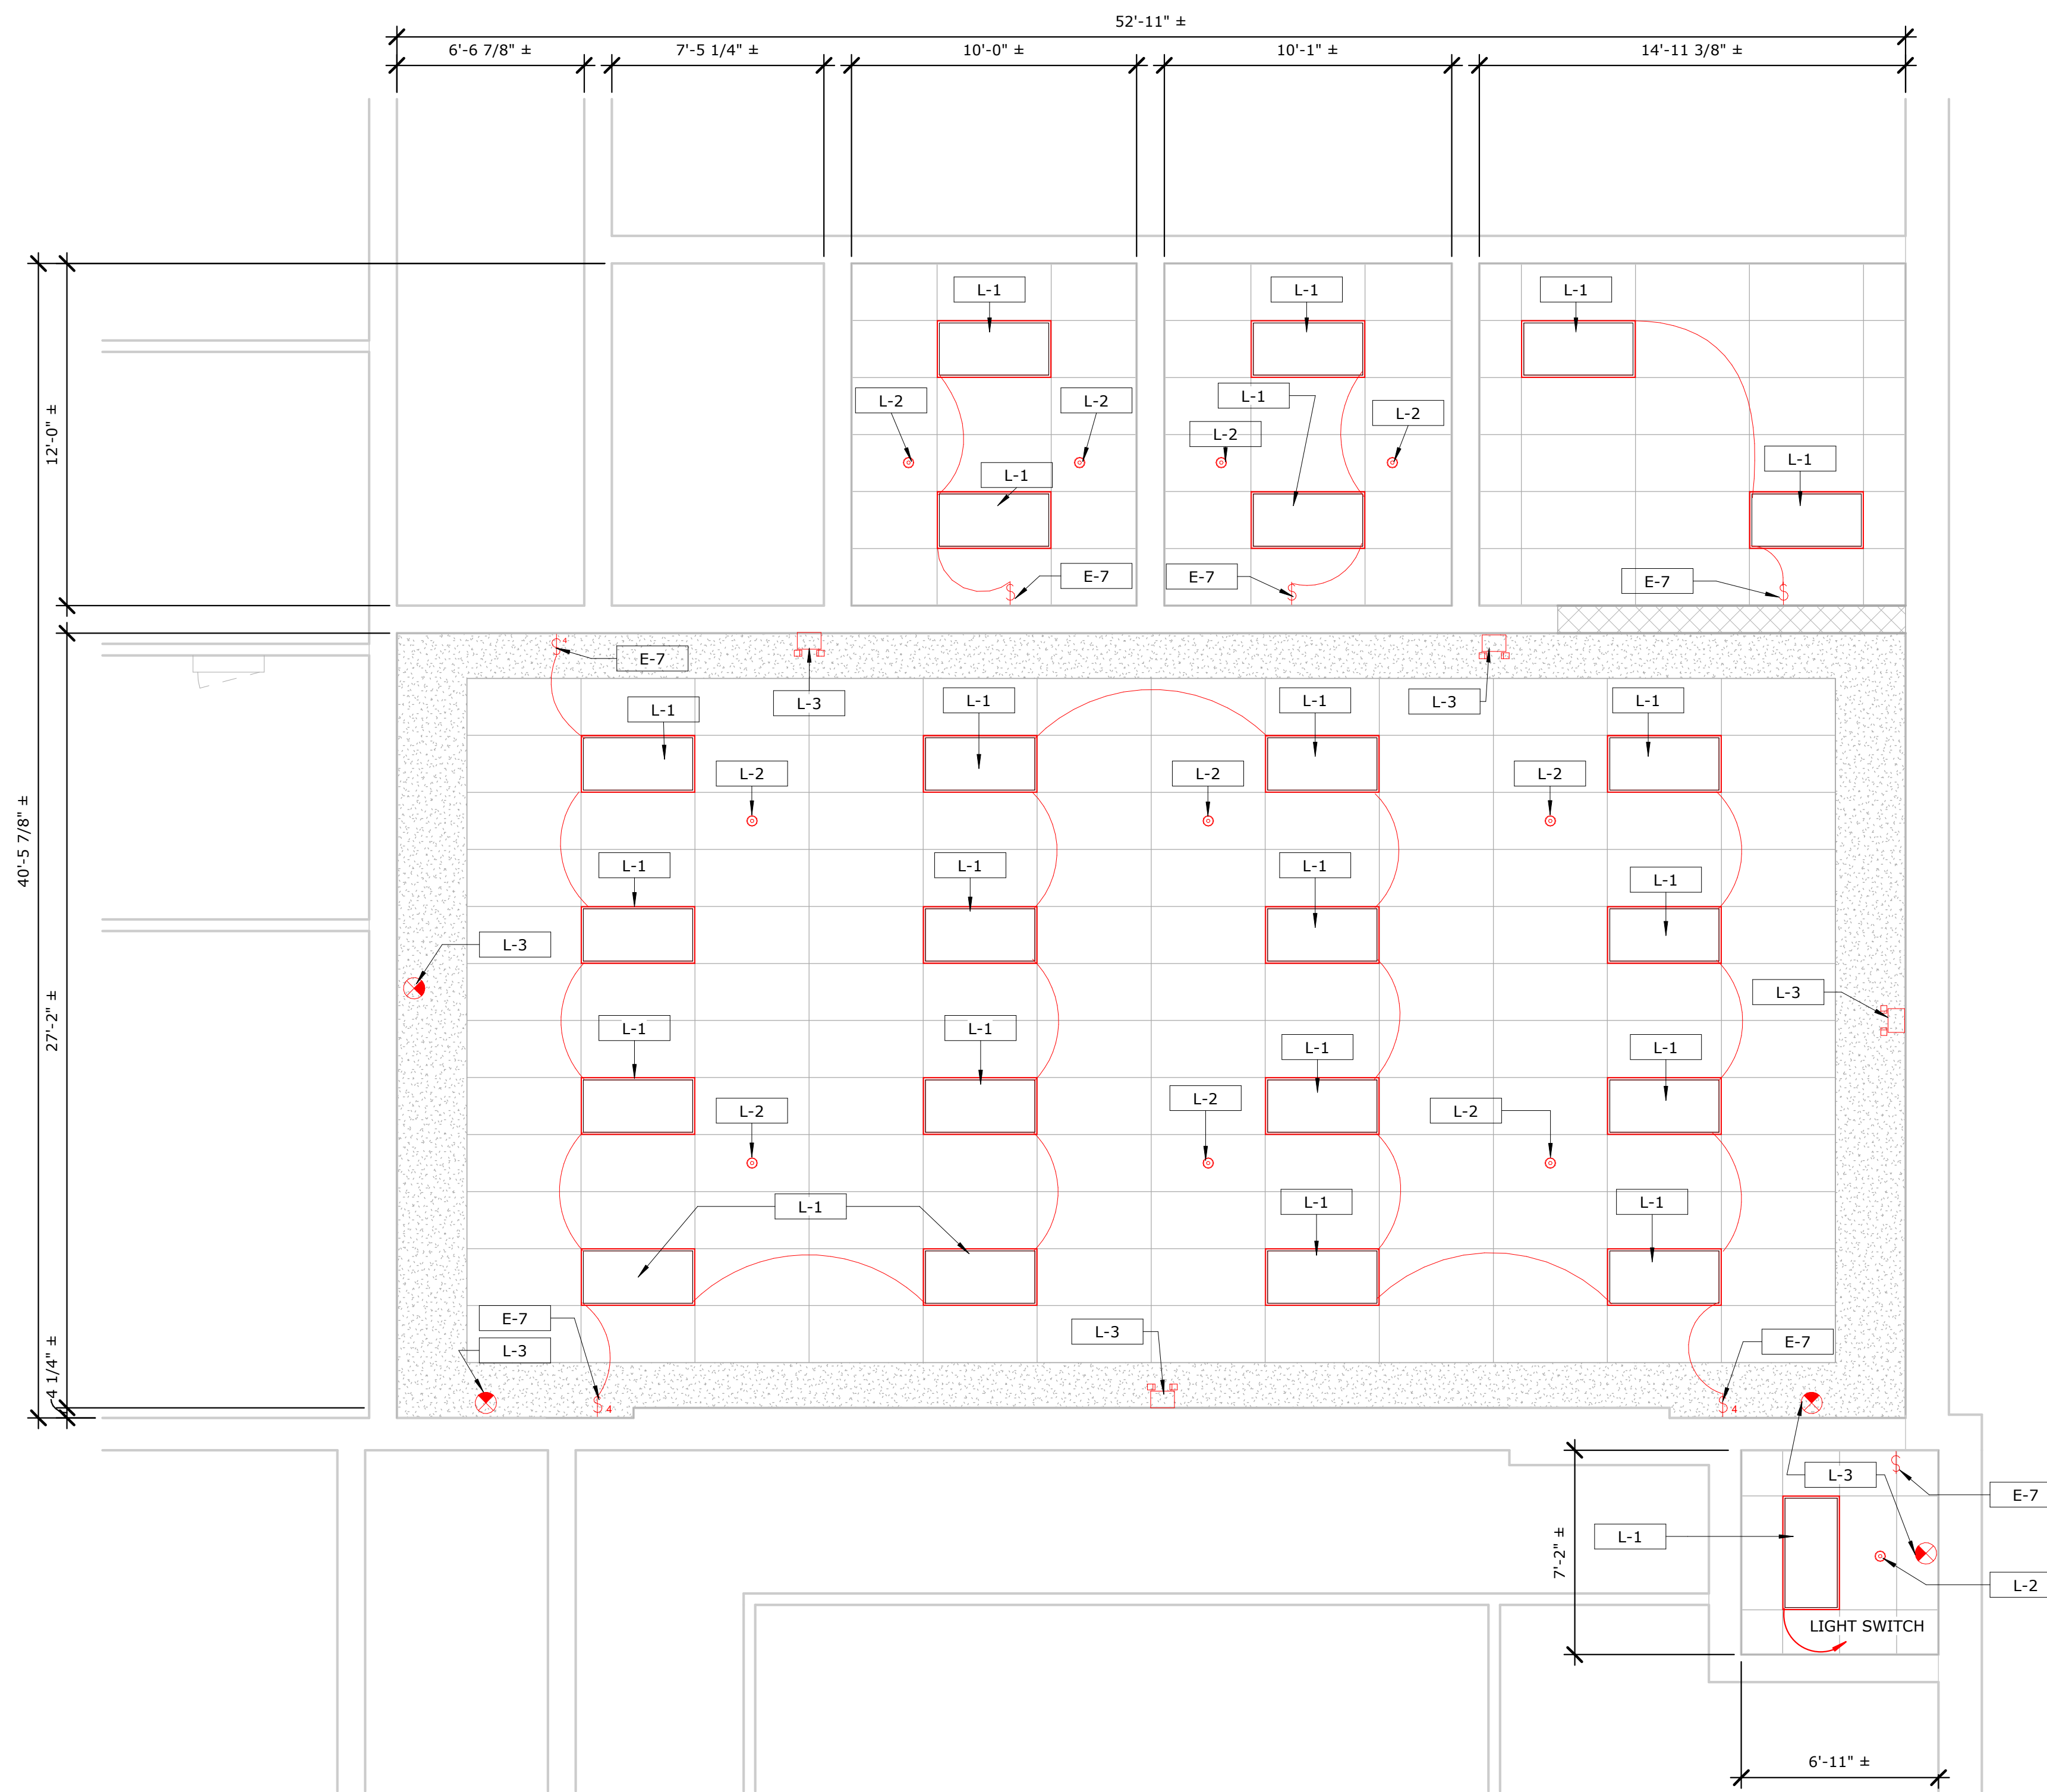 52'-11" ±
6'-6 7/8" ±
7'-5 1/4" ±
10'-0" ±
10'-1" ±
14'-11 3/8" ±
L-1
L-1
L-1
L-2
L-2
L-1
L-2
L-2
L-1
L-1
E-7
E-7
E-7
12'-0" ±
40'-5 7/8" ±
27'-2" ±
4 1/4" ±
4
E-7
L-3
L-3
L-1
L-1
L-1
L-1
L-2
L-2
L-2
L-1
L-1
L-1
L-1
L-3
L-3
L-1
L-1
L-1
L-1
L-2
L-2
L-2
L-1
L-1
L-1
E-7
L-3
L-3
E-7
4
4
L-3
E-7
L-1
7'-2" ±
L-2
LIGHT SWITCH
6'-11" ±